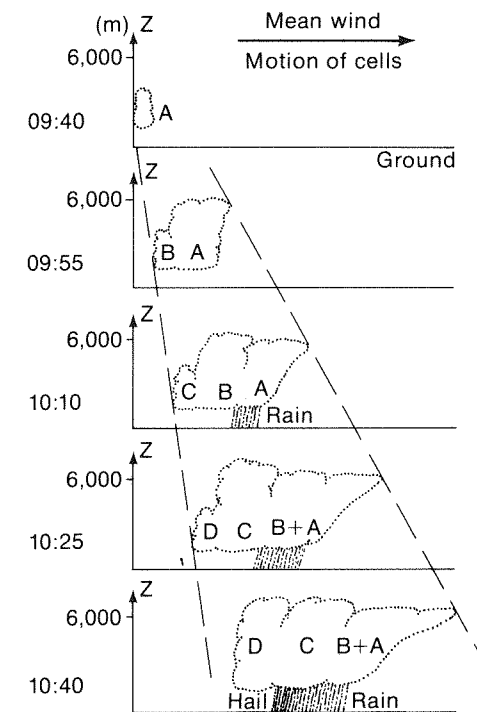 (m) Z
Mean wind
6,000
Motion of cells
A
09:40
Ground
Z
6,000
B A
09:55
Z
6,000
C B A
10:10
Rain
Z
6,000
D C B+A
10:25
Z
6,000
D C B+A
10:40
Hail Rain